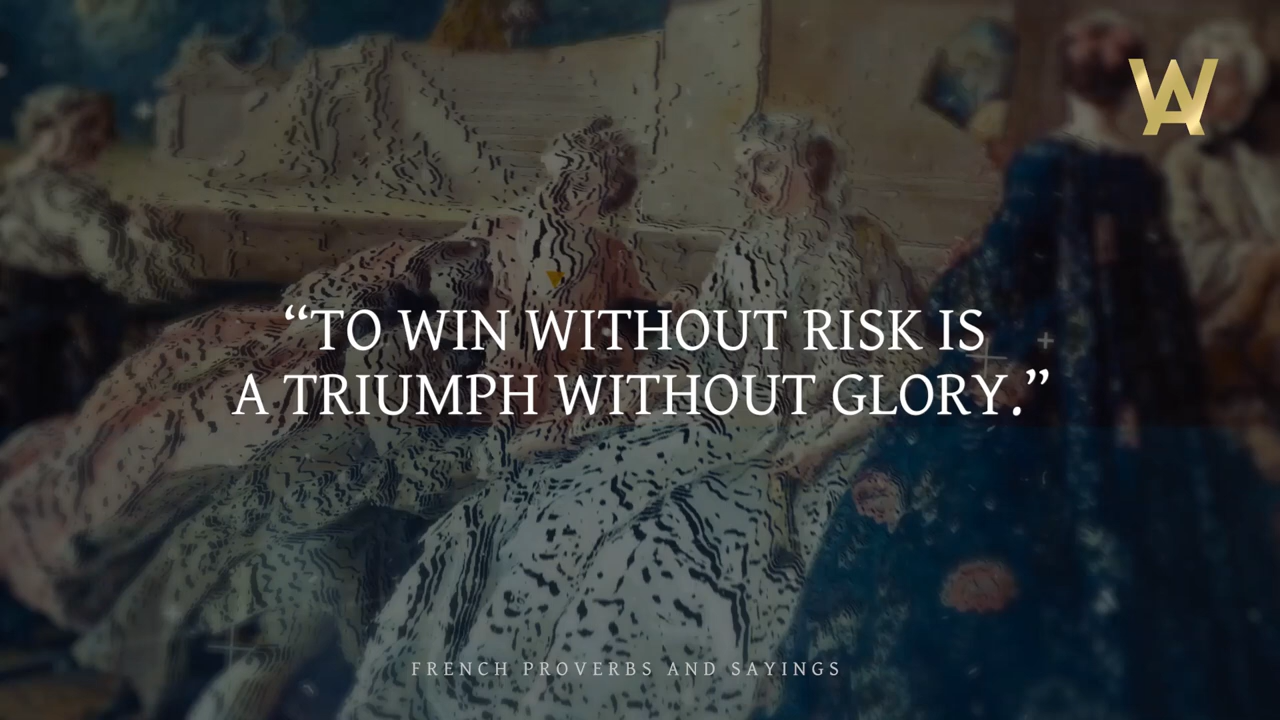 “TO WIN WITHOUT RISK IS
A TRIUMPH WITHOUT GLORY.”
FRENCH PROVERBS AND SAYINGS